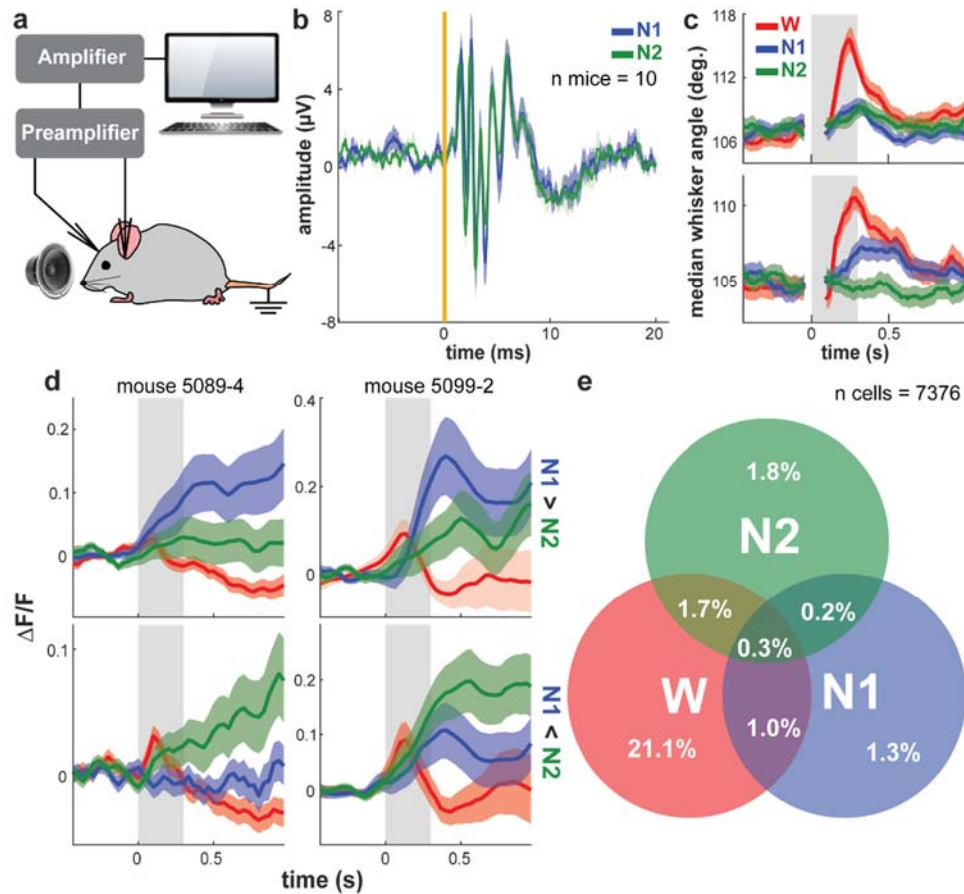 a
Amplifier
Preamplifier
b
N1
N2
n mice = 10
amplitude (µV)
8
4
0
-4
-8
0
10
20
time (ms)
c
W
N1
N2
median whisker angle (deg.)
118
112
106
110
105
103
0
0.5
time (s)
d
mouse 5089-4
mouse 5099-2
ΔF/F
0.2
0.1
0
0.4
0.2
0
N1 > N2
0.1
0
0.2
0.1
0
N1 < N2
0
0.5
0
0.5
time (s)
e
n cells = 7376
1.8%
N2
1.7%
0.2%
0.3%
W
N1
1.0%
21.1%
1.3%